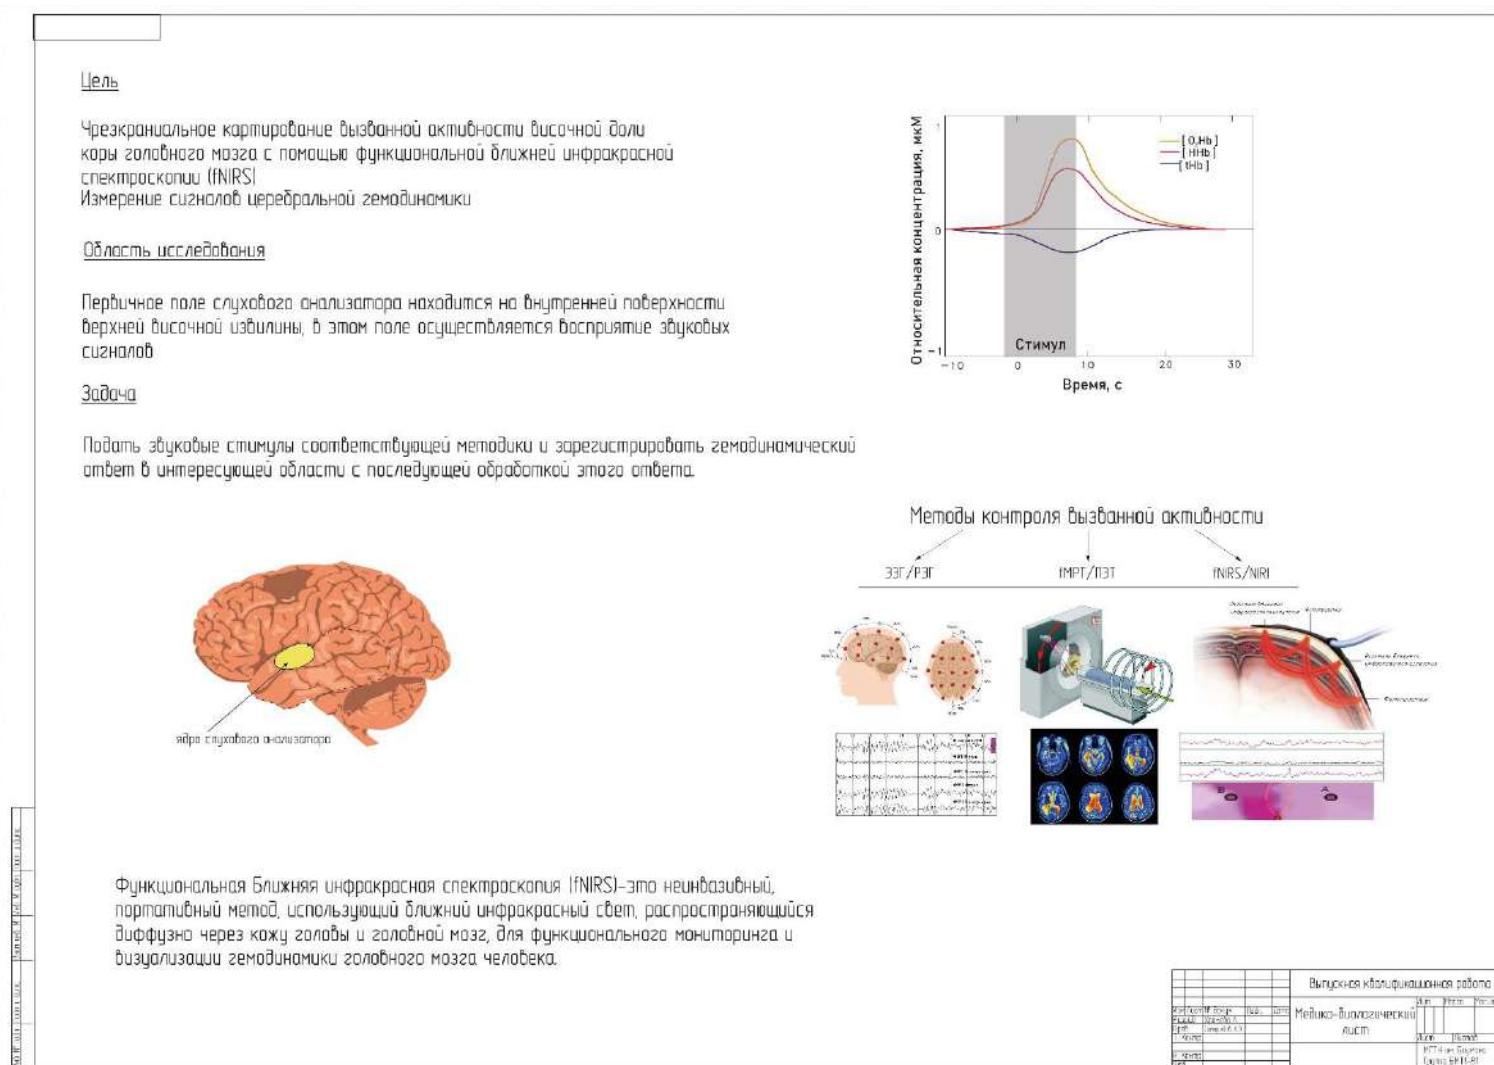 Цель
Чрезкраниальное картирование вызванной активности височной доли
коры головного мозга с помощью функциональной ближней инфракрасной
спектроскопии (fNIRS)
Измерение сигналов церебральной гемодинамики
Область исследования
Первичное поле слухового анализатора находится на внутренней поверхности
верхней височной извилины, в этом поле осуществляется восприятие звуковых
сигналов
Задача
Подать звуковые стимулы соответствующей методики и зарегистрировать гемодинамический
ответ в интересующей области с последующей обработкой этого ответа.
ядро слухового анализатора
Относительная концентрация, мкМ
1
0
-1
[O₂Hb]
[HHb]
[tHb]
Стимул
-10 0 10 20 30
Время, с
Методы контроля вызванной активности
ЭЭГ/РЭГ fМРТ/ПЭТ fNIRS/NIRI
B A
Функциональная Ближняя инфракрасная спектроскопия (fNIRS)-это неинвазивный,
портативный метод, использующий ближний инфракрасный свет, распространяющийся
диффузно через кожу головы и головной мозг, для функционального мониторинга и
визуализации гемодинамики головного мозга человека.
Выпускная квалификационная работа
Медико-биологический
лист